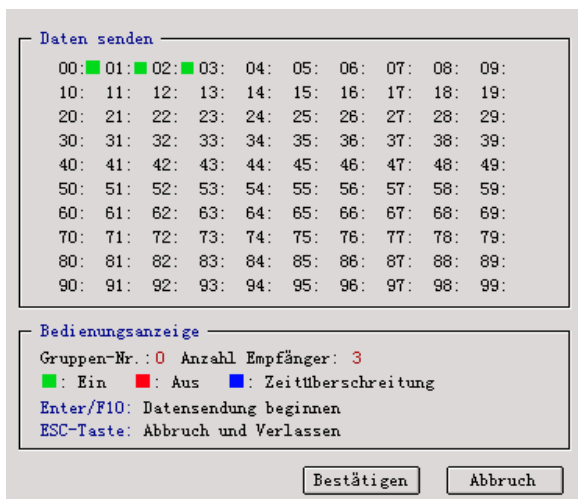 Daten senden
00: 01: 02: 03: 04: 05: 06: 07: 08: 09:
10: 11: 12: 13: 14: 15: 16: 17: 18: 19:
20: 21: 22: 23: 24: 25: 26: 27: 28: 29:
30: 31: 32: 33: 34: 35: 36: 37: 38: 39:
40: 41: 42: 43: 44: 45: 46: 47: 48: 49:
50: 51: 52: 53: 54: 55: 56: 57: 58: 59:
60: 61: 62: 63: 64: 65: 66: 67: 68: 69:
70: 71: 72: 73: 74: 75: 76: 77: 78: 79:
80: 81: 82: 83: 84: 85: 86: 87: 88: 89:
90: 91: 92: 93: 94: 95: 96: 97: 98: 99:
Bedienungsanzeige
Gruppen-Nr.:0 Anzahl Empfänger: 3
: Ein : Aus : Zeitüberschreitung
Enter/F10: Datensendung beginnen
ESC-Taste: Abbruch und Verlassen
Bestätigen Abbruch